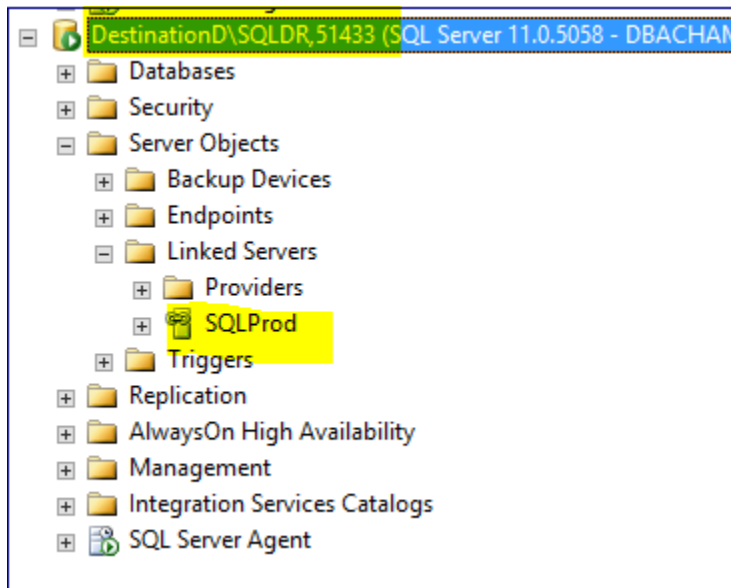 DestinationD\SQLDR,51433 (SQL Server 11.0.5058 - DBACHAM
Databases
Security
Server Objects
Backup Devices
Endpoints
Linked Servers
Providers
SQLProd
Triggers
Replication
AlwaysOn High Availability
Management
Integration Services Catalogs
SQL Server Agent